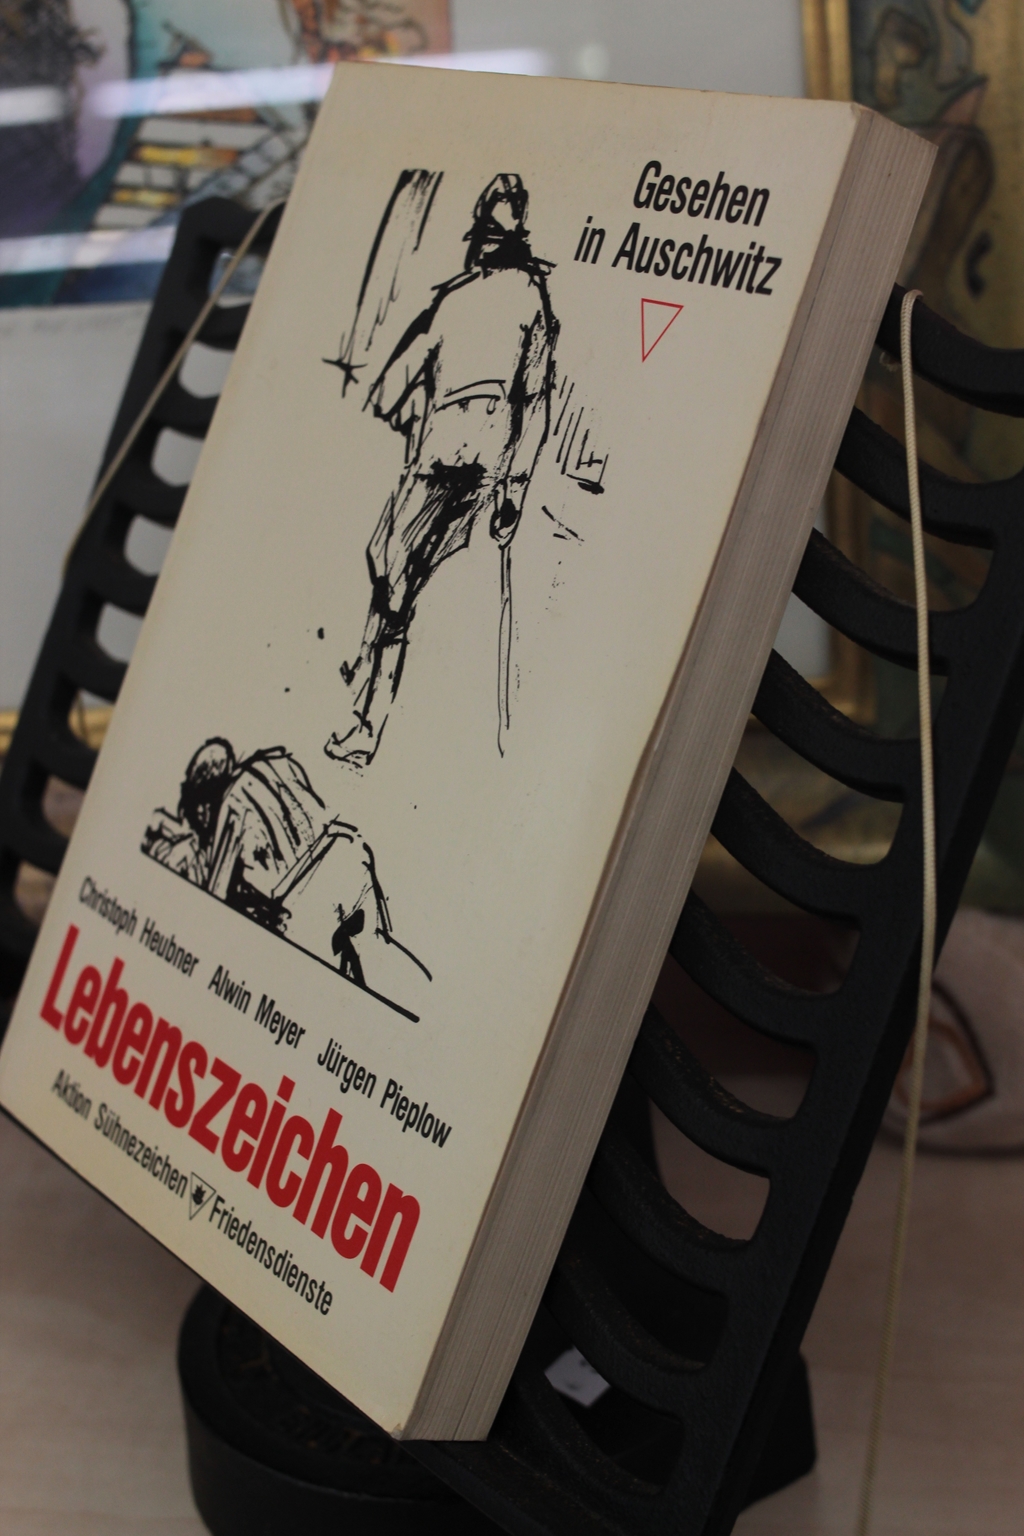 Gesehen
in Auschwitz
Christoph Heubner Alwin Meyer Jürgen Pieplow
Lebenszeichen
Aktion Sühnezeichen Friedensdienste